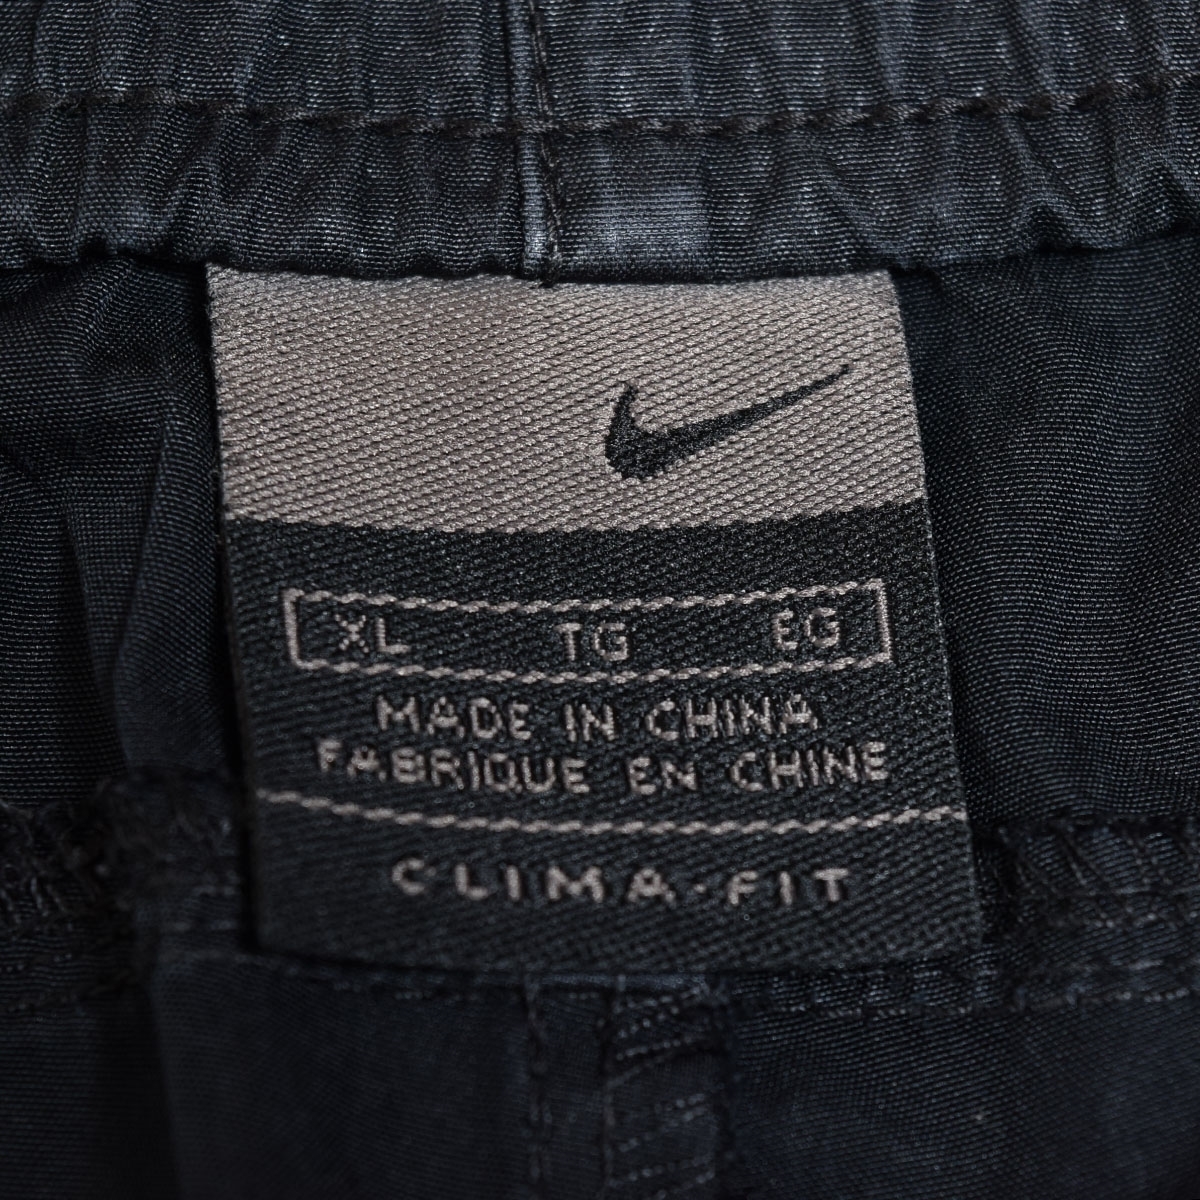 XL TG EG
MADE IN CHINA
FABRIQUE EN CHINE
CLIMA-FIT